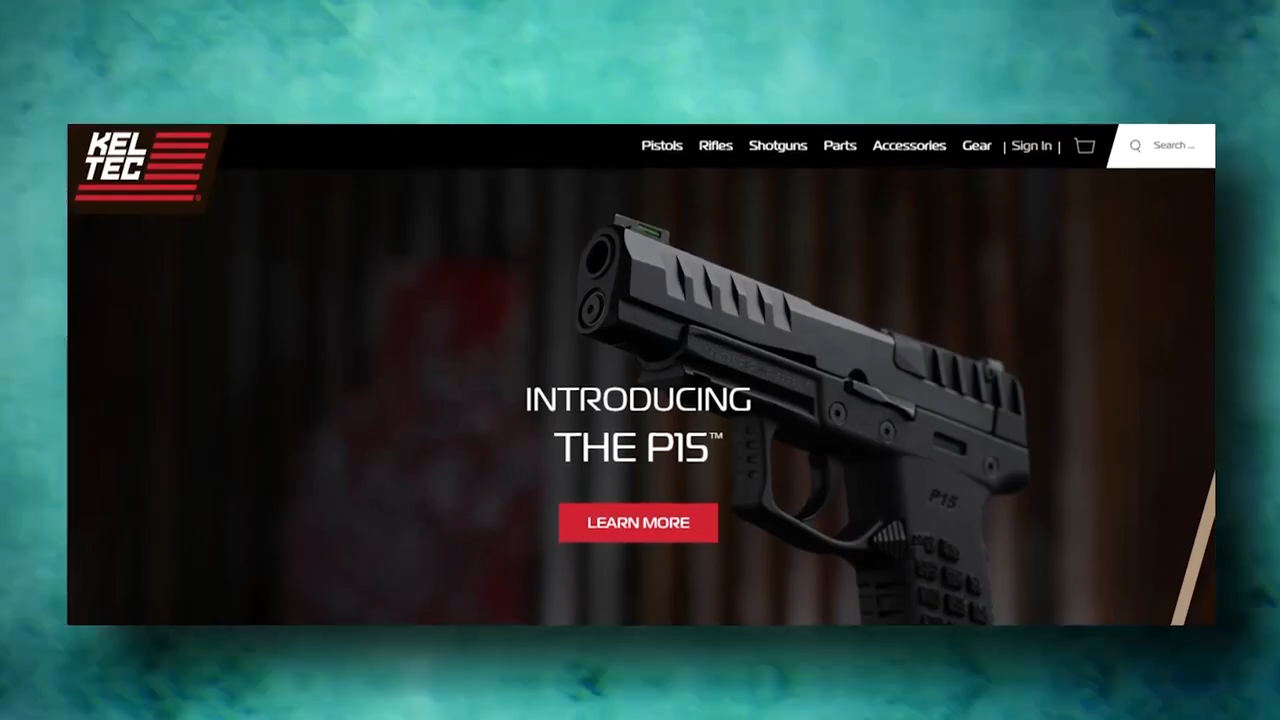 KEL
TEC
Pistols Rifles Shotguns Parts Accessories Gear | Sign In | Search ...
INTRODUCING
THE P15™
P15
LEARN MORE